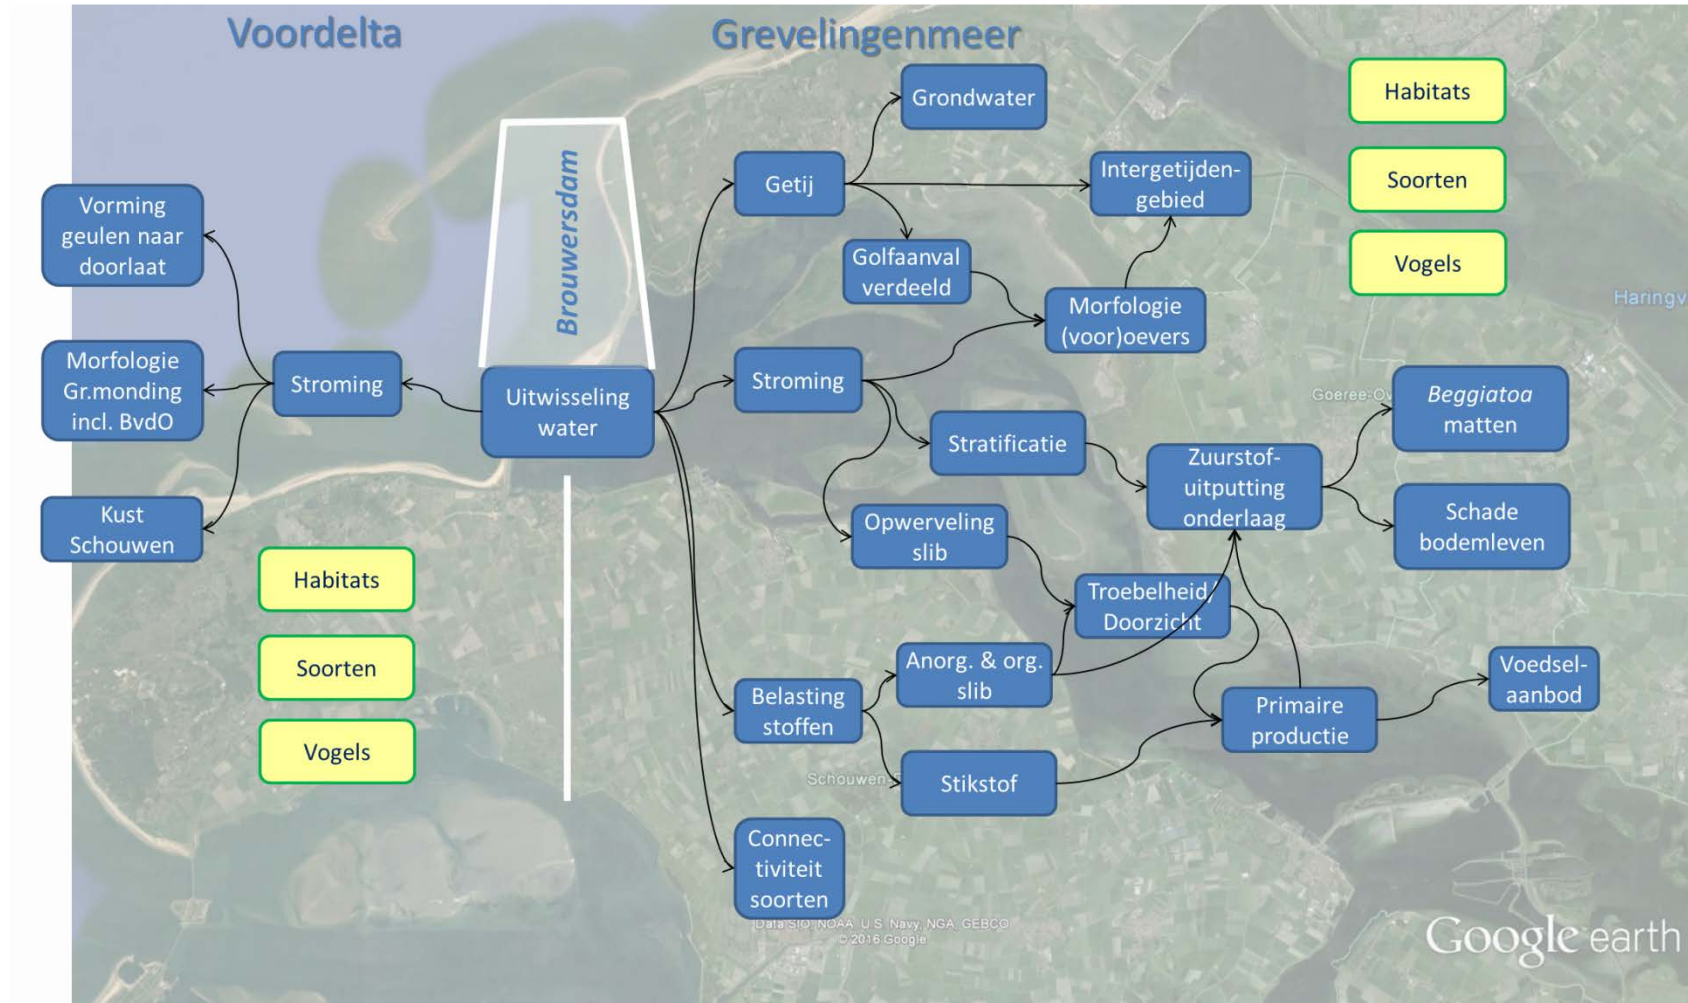 Voordelta
Grevelingenmeer
Brouwersdam
Vorming
geulen naar
doorlaat
Morfologie
Gr.monding
incl. BvdO
Kust
Schouwen
Stroming
Uitwisseling
water
Habitats
Soorten
Vogels
Grondwater
Getij
Intergetijden-
gebied
Golfaanval
verdeeld
Morfologie
(voor)oevers
Stroming
Stratificatie
Zuurstof-
uitputting
onderlaag
Beggiatoa
matten
Schade
bodemleven
Opwerveling
slib
Troebelheid/
Doorzicht
Anorg. & org.
slib
Belasting
stoffen
Stikstof
Primaire
productie
Voedsel-
aanbod
Connec-
tiviteit
soorten
Habitats
Soorten
Vogels
Haringv
Goeree-Ov
Schouwen-
Data SIO, NOAA, U.S. Navy, NGA, GEBCO
© 2016 Google
Google earth